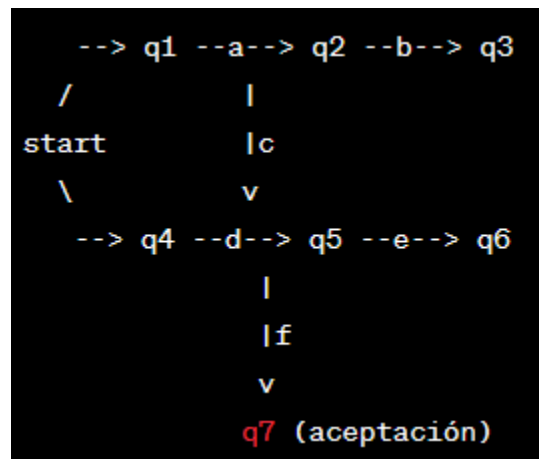 --> q1 --a--> q2 --b--> q3
/ |
start |c
\ v
--> q4 --d--> q5 --e--> q6
|
|f
v
q7 (aceptación)